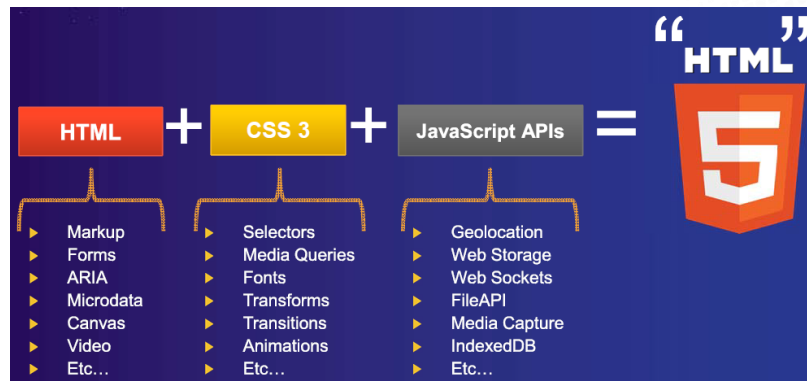 “ ”
HTML
5
HTML + CSS 3 + JavaScript APIs =
Markup
Forms
ARIA
Microdata
Canvas
Video
Etc…
Selectors
Media Queries
Fonts
Transforms
Transitions
Animations
Etc…
Geolocation
Web Storage
Web Sockets
FileAPI
Media Capture
IndexedDB
Etc…